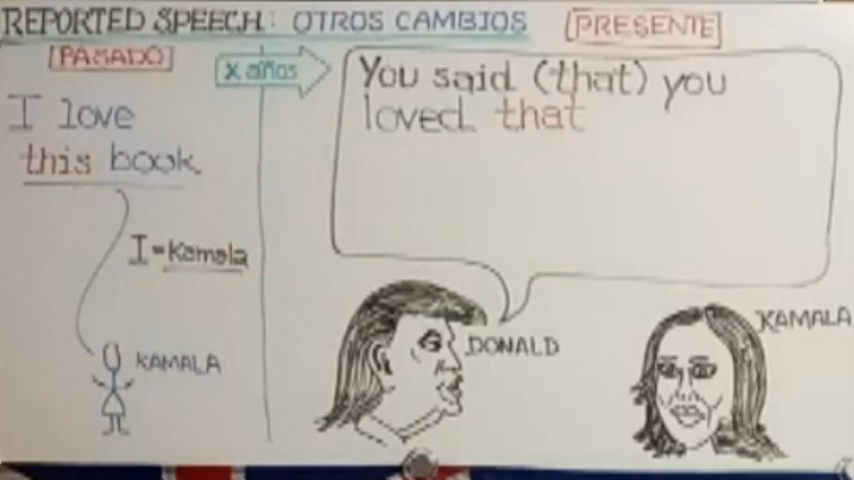 REPORTED SPEECH: OTROS CAMBIOS
[PRESENTE]
[PASADO]
X años
I love
this book.
I=Kamala
KAMALA
You said (that) you
loved that
DONALD
KAMALA